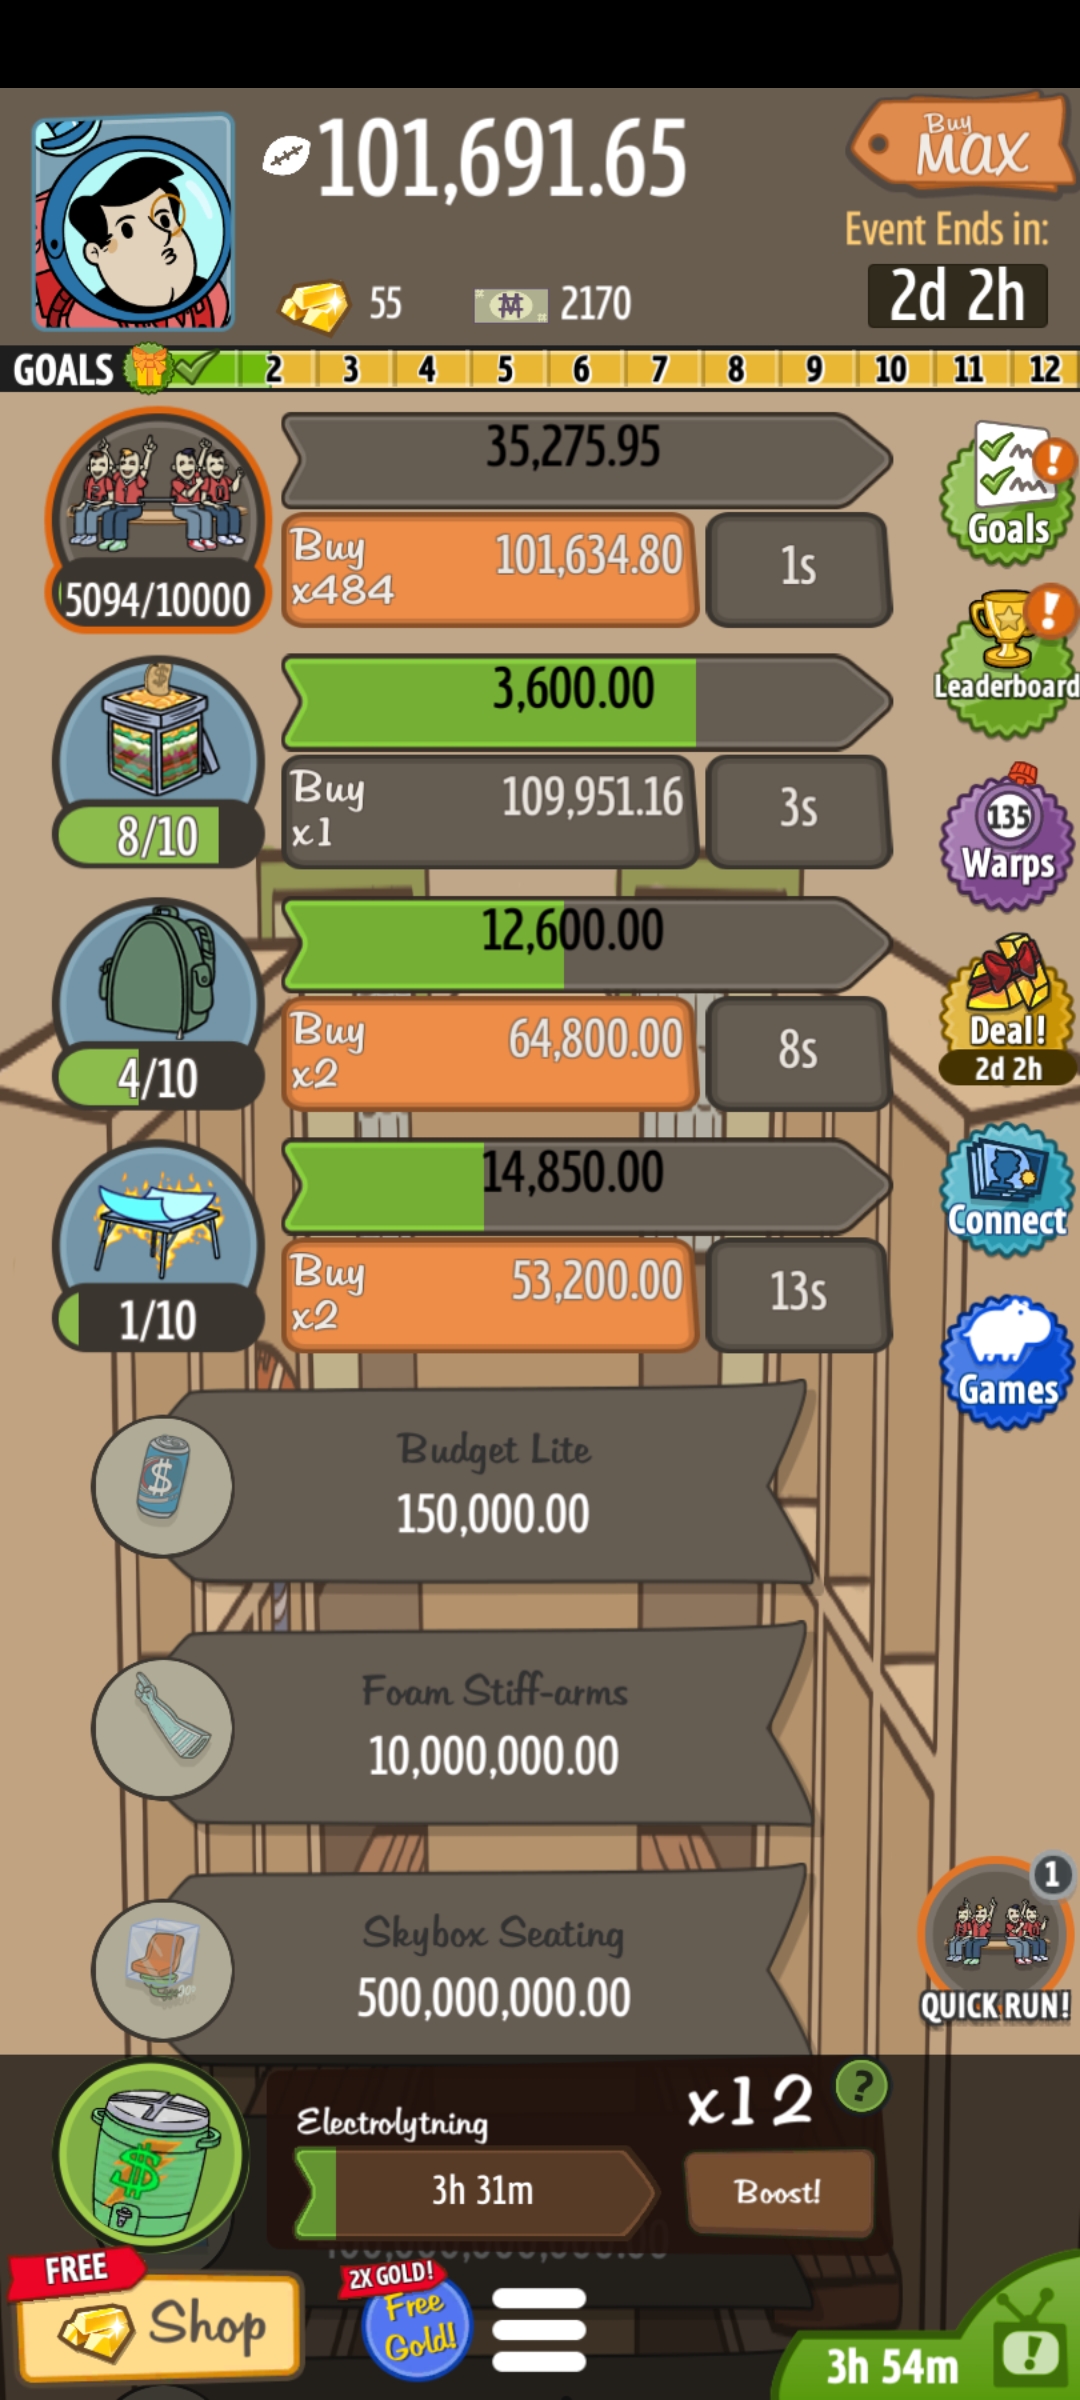 101,691.65
Buy
MAX
Event Ends in:
2d 2h
55
2170
GOALS 2 3 4 5 6 7 8 9 10 11 12
35,275.95
5094/10000
Buy
x484
101,634.80
1s
Goals
3,600.00
8/10
Buy
x1
109,951.16
3s
Leaderboard
12,600.00
4/10
Buy
x2
64,800.00
8s
135
Warps
14,850.00
1/10
Buy
x2
53,200.00
13s
Deal!
2d 2h
Connect
Games
Budget Lite
150,000.00
Foam Stiff-arms
10,000,000.00
Skybox Seating
500,000,000.00
1
QUICK RUN!
Electrolytning
3h 31m
x12
?
Boost!
FREE
Shop
2X GOLD!
Free
Gold!
3h 54m